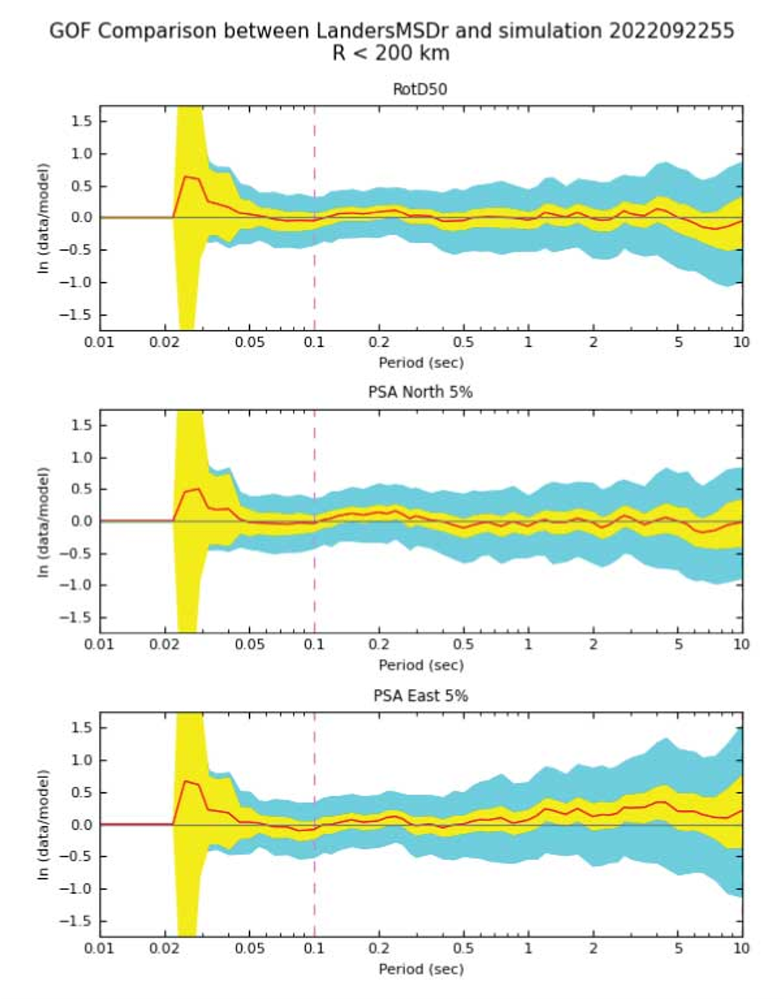 GOF Comparison between LandersMSDr and simulation 2022092255
R < 200 km
RotD50
1.5
1.0
0.5
0.0
−0.5
−1.0
−1.5
ln (data/model)
0.01 0.02 0.05 0.1 0.2 0.5 1 2 5 10
Period (sec)
PSA North 5%
1.5
1.0
0.5
0.0
−0.5
−1.0
−1.5
ln (data/model)
0.01 0.02 0.05 0.1 0.2 0.5 1 2 5 10
Period (sec)
PSA East 5%
1.5
1.0
0.5
0.0
−0.5
−1.0
−1.5
ln (data/model)
0.01 0.02 0.05 0.1 0.2 0.5 1 2 5 10
Period (sec)